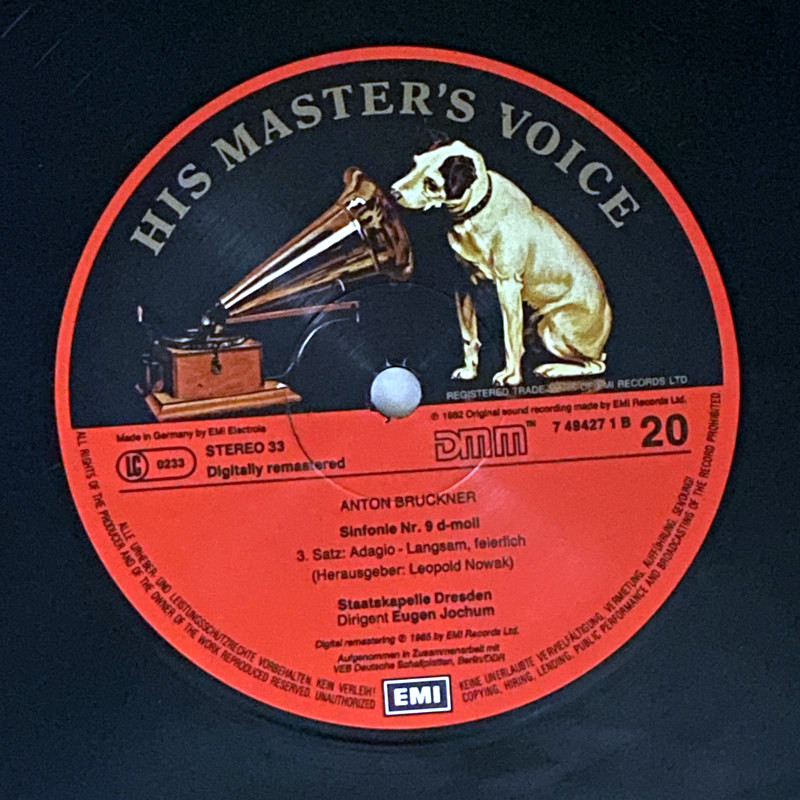 HIS MASTER'S VOICE
REGISTERED TRADE-MARK OF EMI RECORDS LTD
℗ 1982 Original sound recording made by EMI Records Ltd.
Made in Germany by EMI Electrola
LC 0233
STEREO 33
Digitally remastered
DMM™
7 49427 1 B
20
ANTON BRUCKNER
Sinfonie Nr. 9 d-moll
3. Satz: Adagio - Langsam, feierlich
(Herausgeber: Leopold Nowak)
Staatskapelle Dresden
Dirigent Eugen Jochum
Digital remastering ℗ 1985 by EMI Records Ltd.
Aufgenommen in Zusammenarbeit mit
VEB Deutsche Schallplatten, Berlin/DDR
EMI
ALLE URHEBER- UND LEISTUNGSSCHUTZRECHTE VORBEHALTEN. KEIN VERLEIH! KEINE UNERLAUBTE VERVIELFÄLTIGUNG, VERMIETUNG, AUFFÜHRUNG, SENDUNG!
ALL RIGHTS OF THE PRODUCER AND OF THE OWNER OF THE WORK REPRODUCED RESERVED. UNAUTHORIZED COPYING, HIRING, LENDING, PUBLIC PERFORMANCE AND BROADCASTING OF THE RECORD PROHIBITED